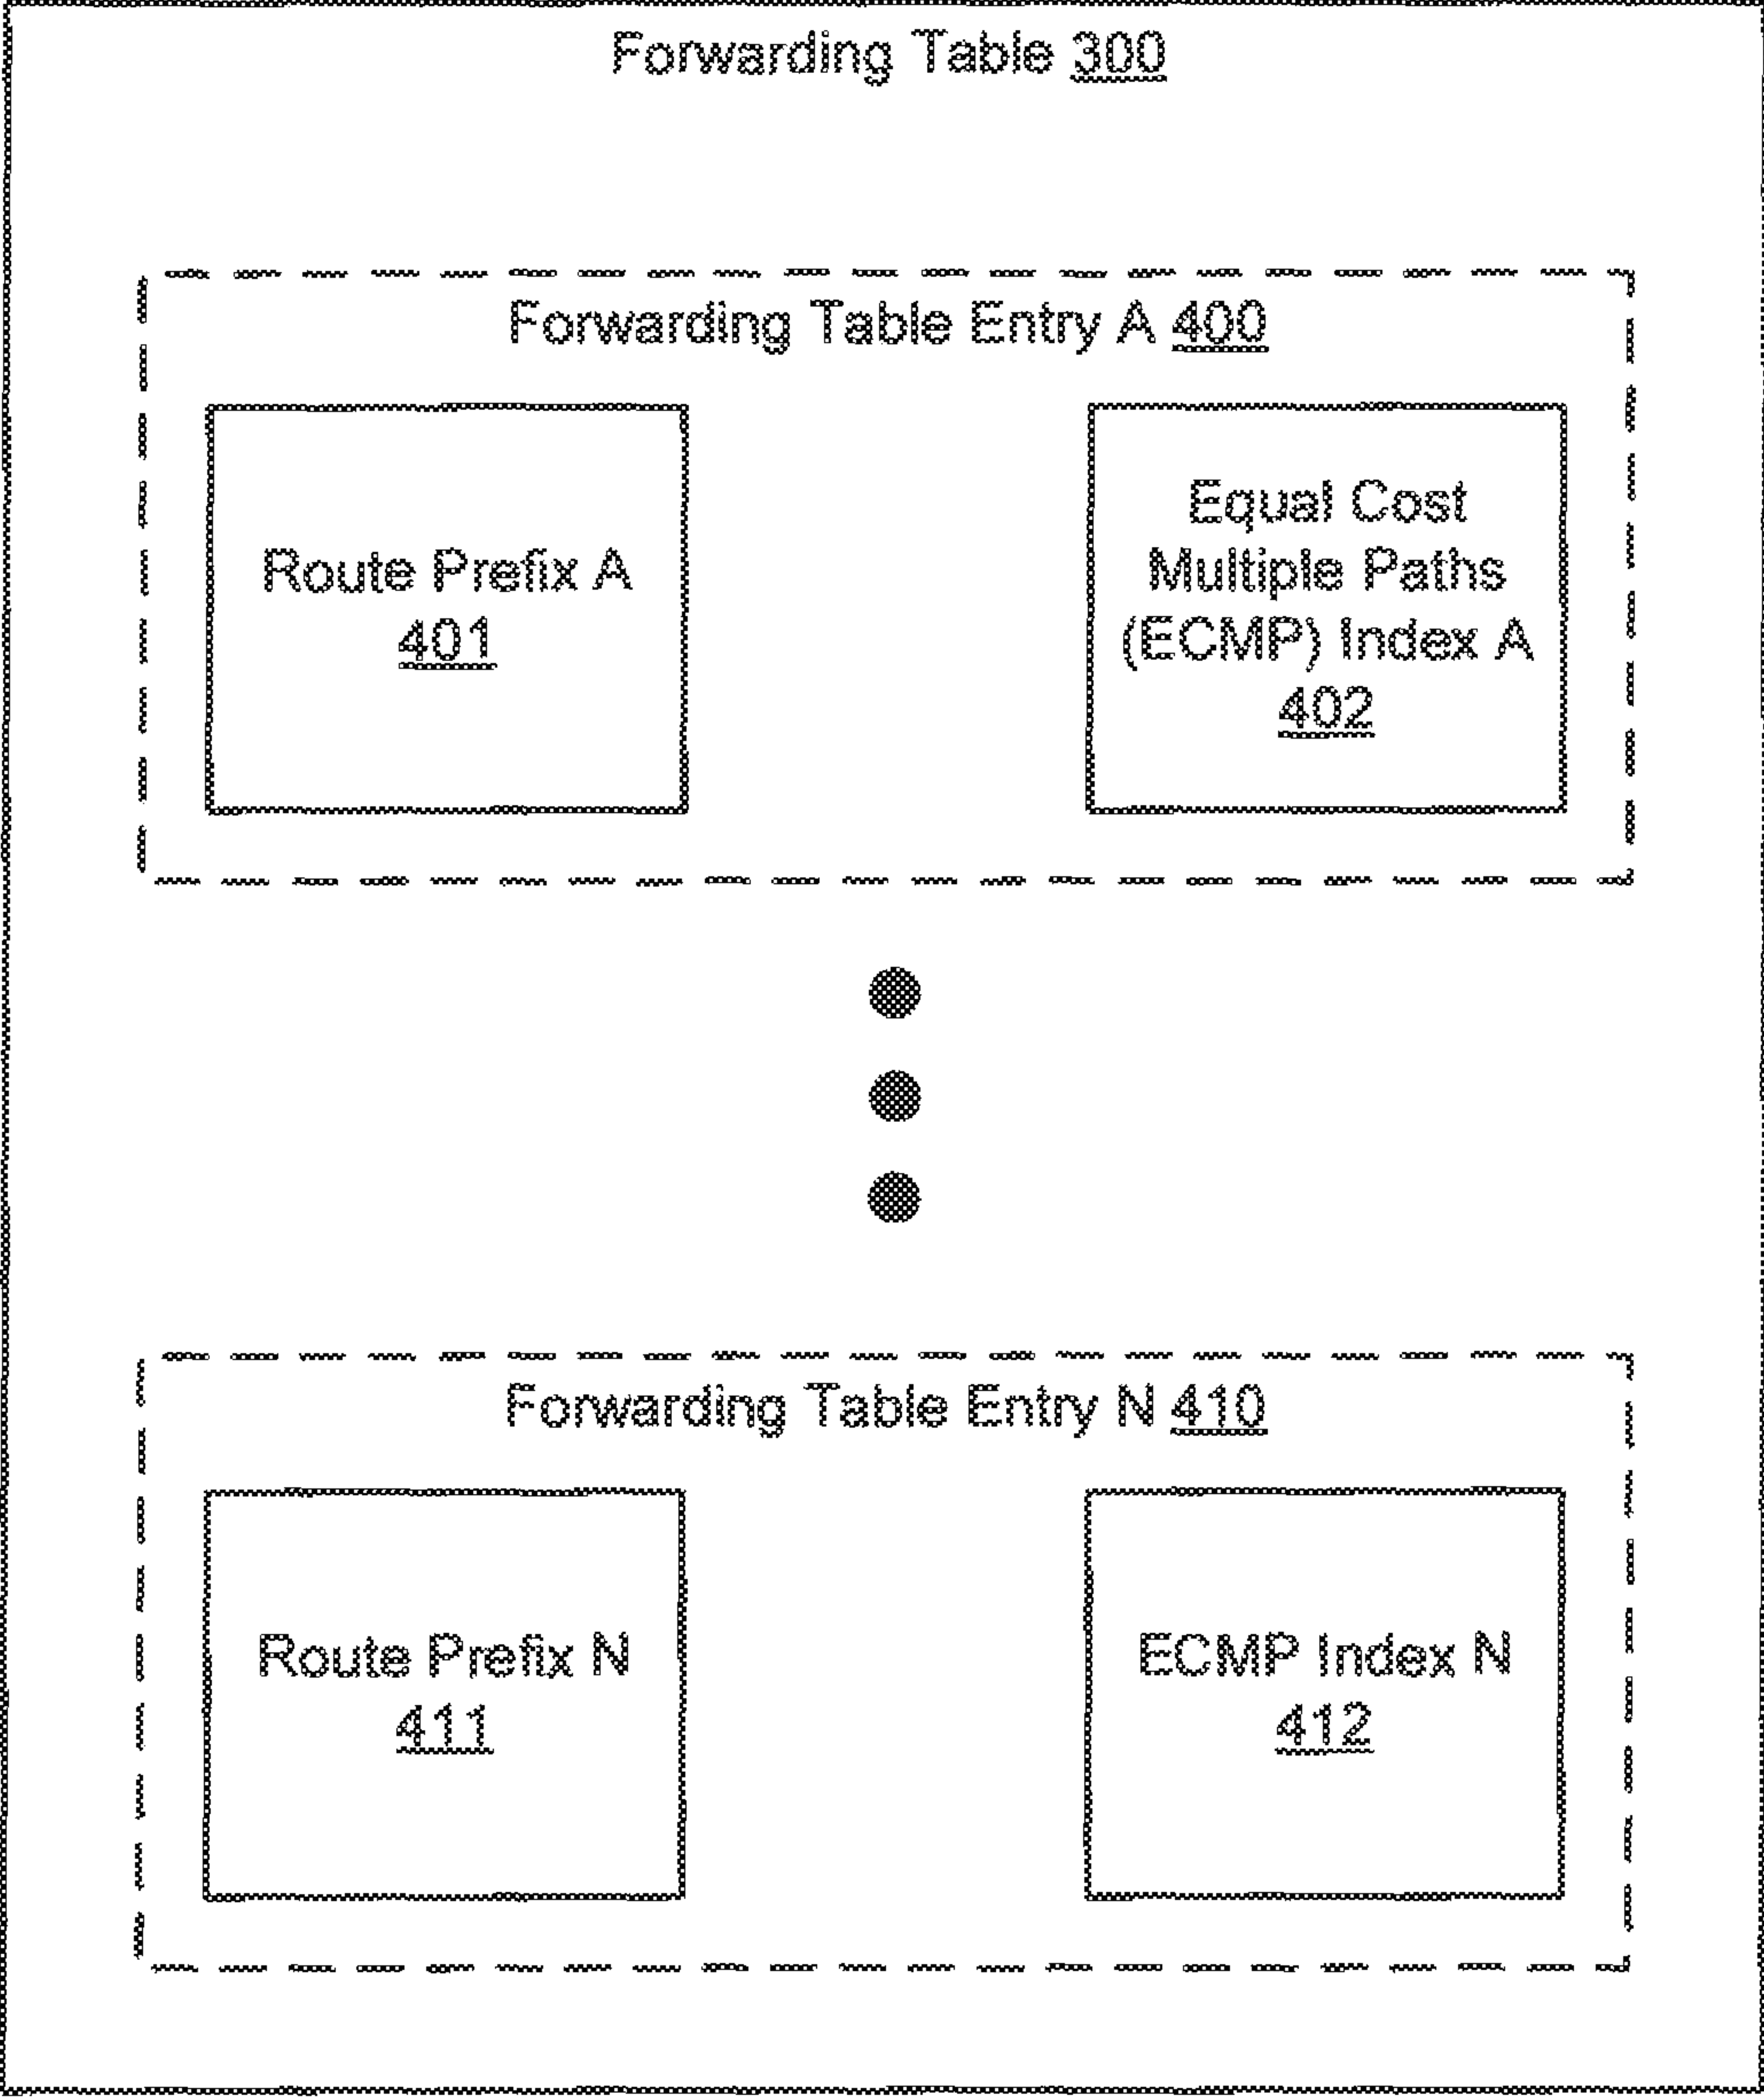 Forwarding Table 300
Forwarding Table Entry A 400
Route Prefix A
401
Equal Cost
Multiple Paths
(ECMP) Index A
402
Forwarding Table Entry N 410
Route Prefix N
411
ECMP Index N
412